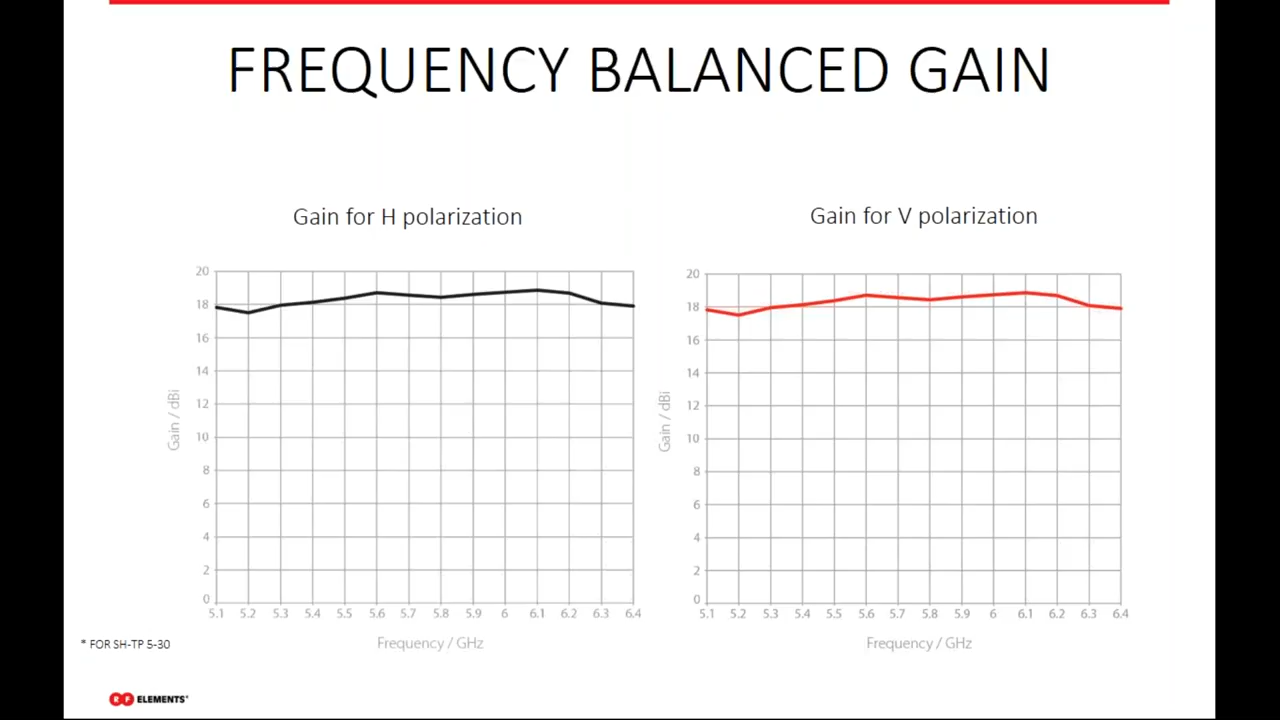 FREQUENCY BALANCED GAIN
Gain for H polarization
20
18
16
14
12
10
8
6
4
2
0
Gain / dBi
5.1 5.2 5.3 5.4 5.5 5.6 5.7 5.8 5.9 6 6.1 6.2 6.3 6.4
Frequency / GHz
Gain for V polarization
20
18
16
14
12
10
8
6
4
2
0
Gain / dBi
5.1 5.2 5.3 5.4 5.5 5.6 5.7 5.8 5.9 6 6.1 6.2 6.3 6.4
Frequency / GHz
* FOR SH-TP 5-30
RF ELEMENTS